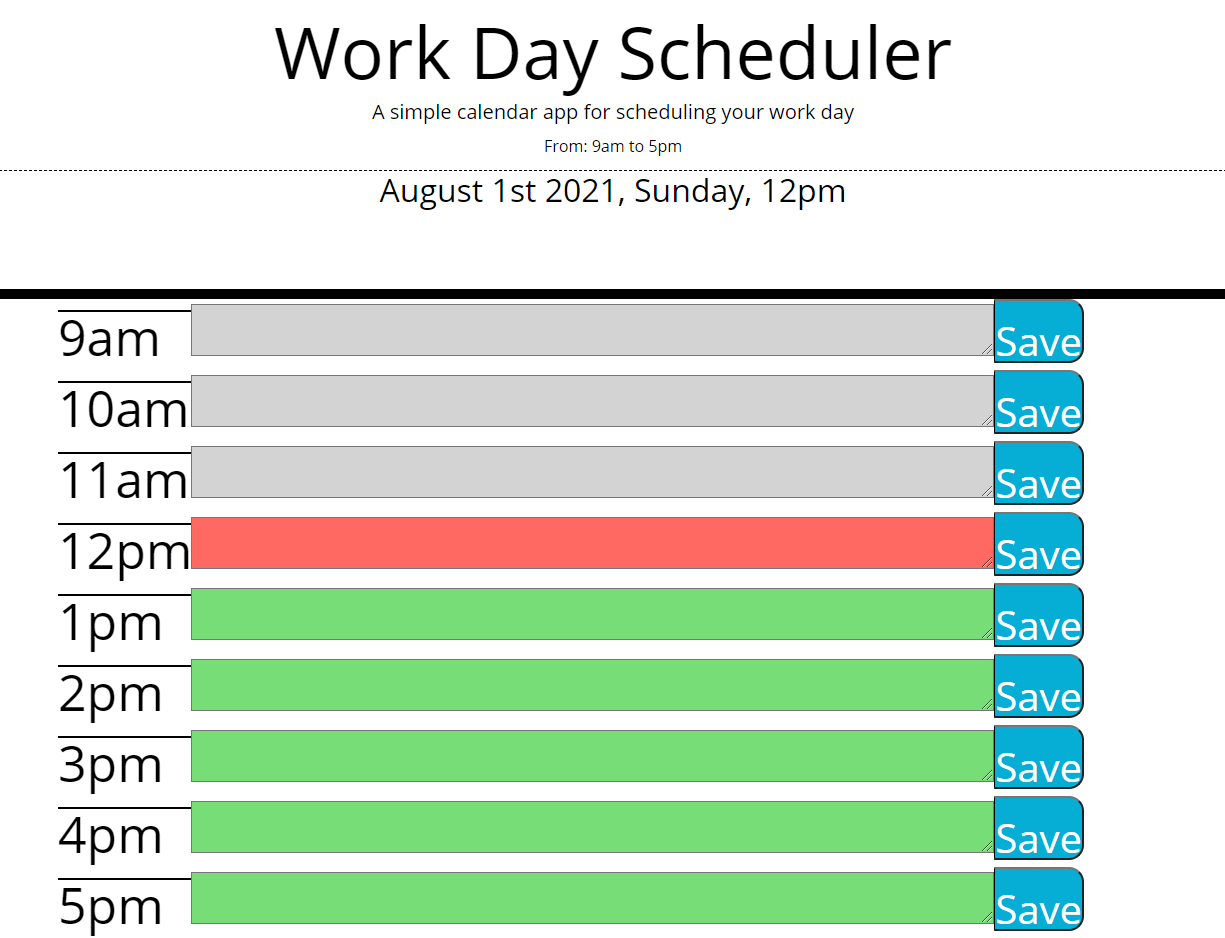 Work Day Scheduler
A simple calendar app for scheduling your work day
From: 9am to 5pm
August 1st 2021, Sunday, 12pm
9am Save
10am Save
11am Save
12pm Save
1pm Save
2pm Save
3pm Save
4pm Save
5pm Save